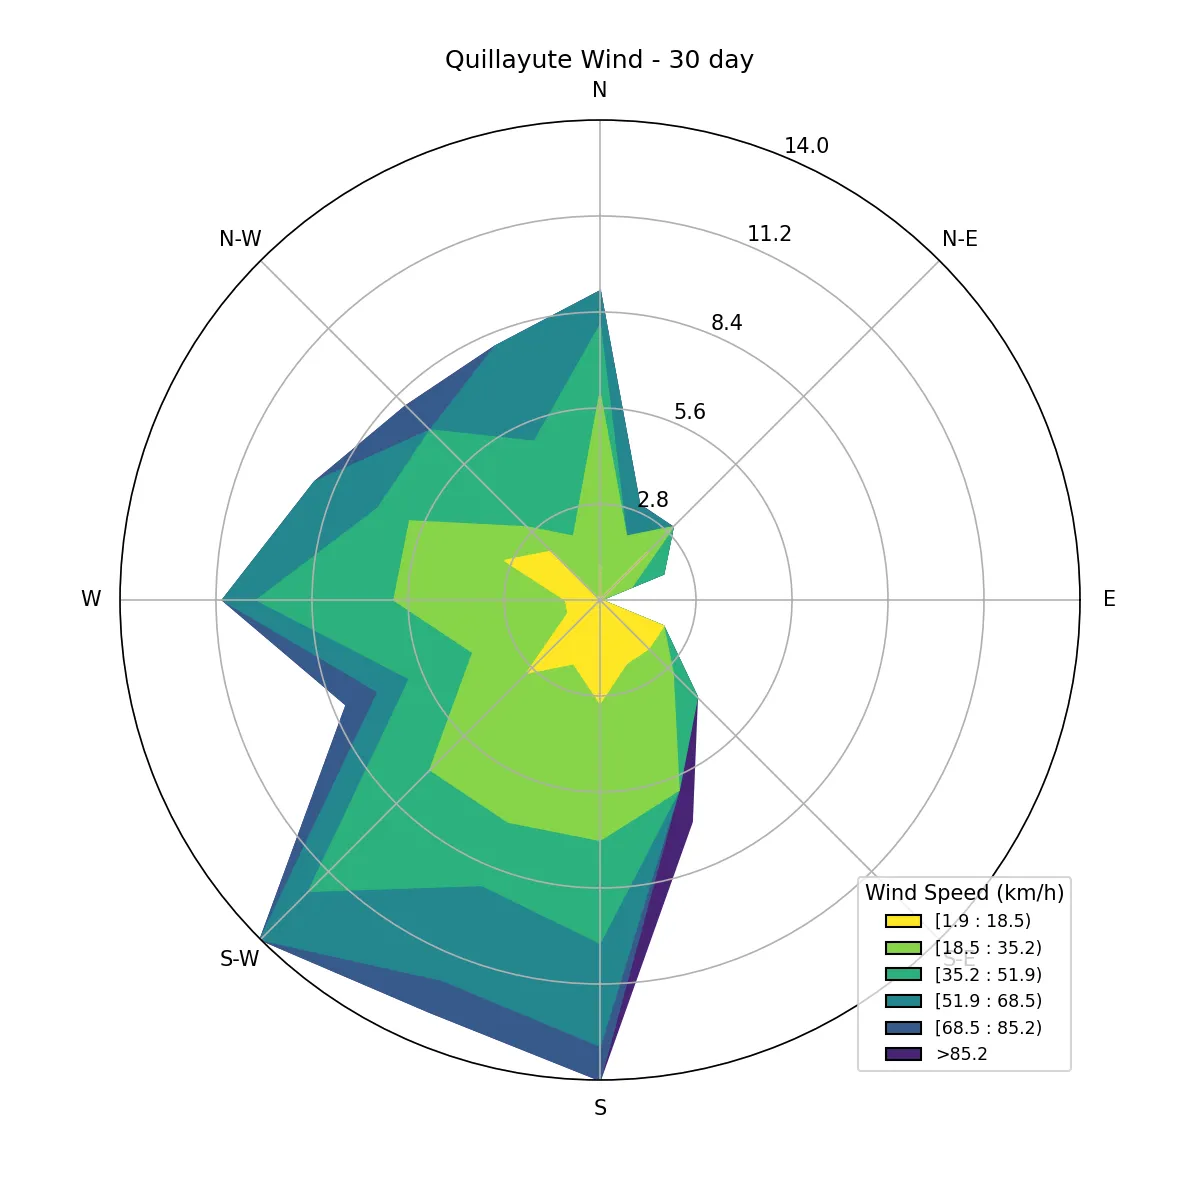 Quillayute Wind - 30 day
N
14.0
N-W
11.2
N-E
8.4
5.6
2.8
W
E
S-W
S-E
Wind Speed (km/h)
[1.9 : 18.5)
[18.5 : 35.2)
[35.2 : 51.9)
[51.9 : 68.5)
[68.5 : 85.2)
>85.2
S